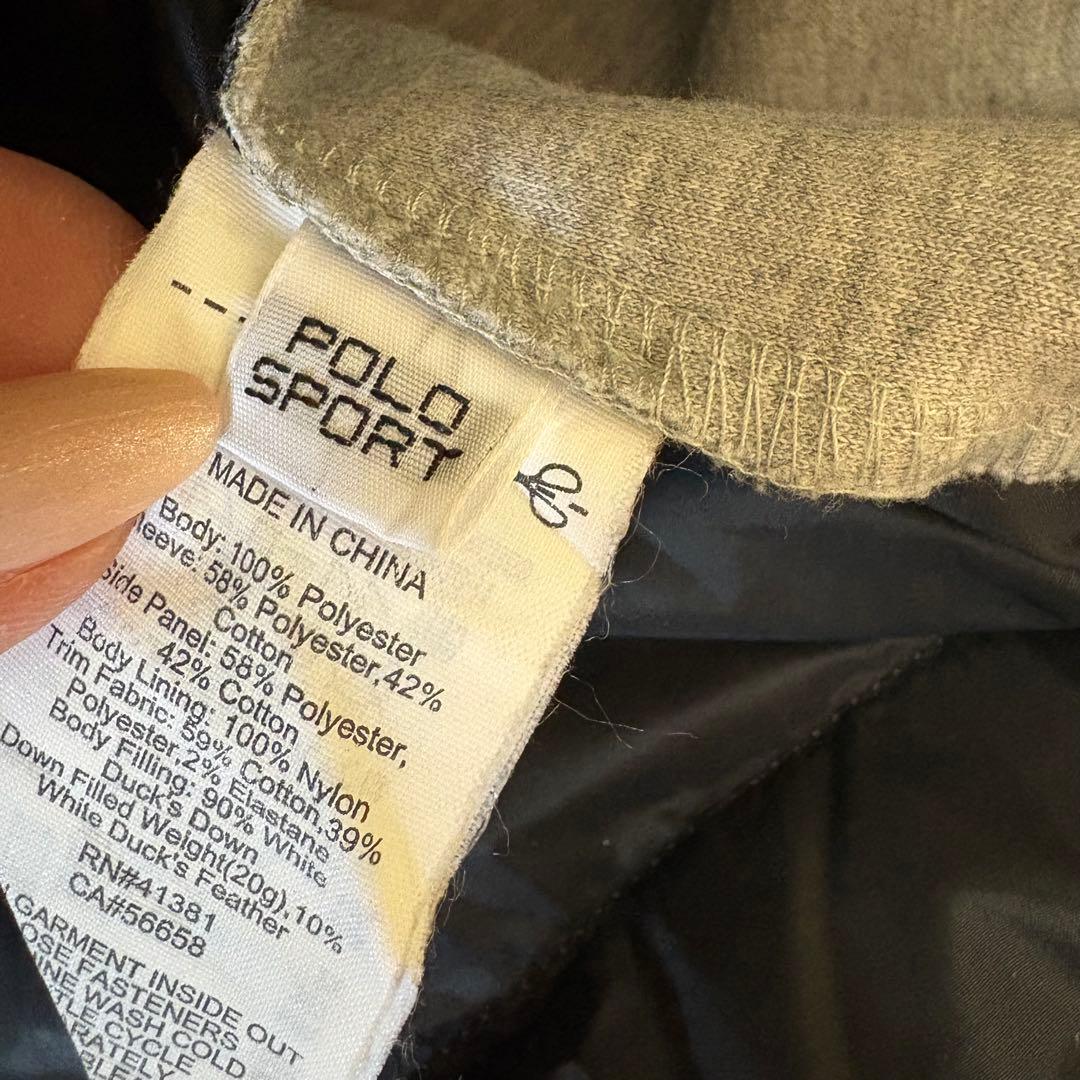 POLO
SPORT
MADE IN CHINA
Body: 100% Polyester
58% Polyester,42%
Cotton
Side Panel: 58% Polyester,
42% Cotton
Body Lining: 100% Nylon
Trim Fabric: 59% Cotton,39%
Polyester,2% Elastane
Body Filling: 90% White
Duck's Down
Down Filled Weight(20g),10%
White Duck's Feather
RN#41381
CA#56658
GARMENT INSIDE OUT
FASTENERS
WASH COLD
CYCLE